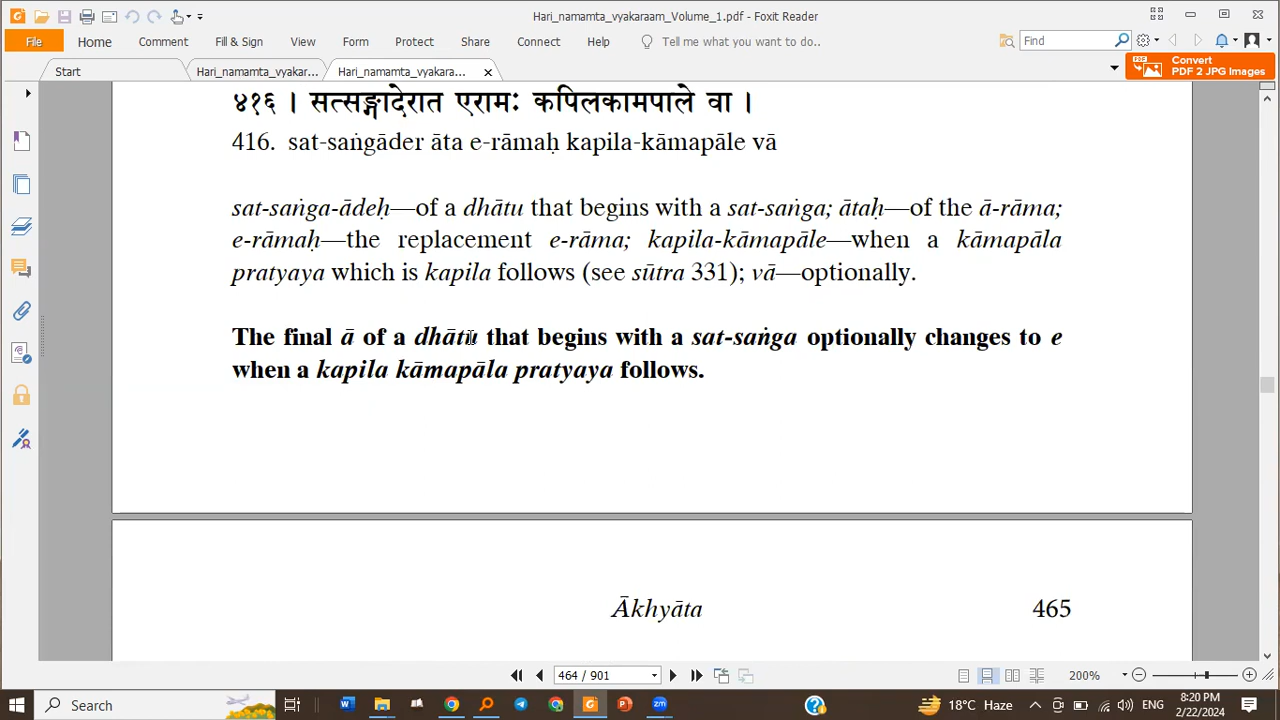 Hari_namamta_vyakaraam_Volume_1.pdf - Foxit Reader
File Home Comment Fill & Sign View Form Protect Share Connect Help Tell me what you want to do.. Find
Start Hari_namamta_vyakar... Hari_namamta_vyakara... Convert
PDF 2 JPG Images
४१६ । सत्सङ्गादेरात एरामः कपिलकामपाले वा ।
416. sat-saṅgāder āta e-rāmaḥ kapila-kāmapāle vā
sat-saṅga-ādeḥ—of a dhātu that begins with a sat-saṅga; ātaḥ—of the ā-rāma;
e-rāmaḥ—the replacement e-rāma; kapila-kāmapāle—when a kāmapāla
pratyaya which is kapila follows (see sūtra 331); vā—optionally.
The final ā of a dhātu that begins with a sat-saṅga optionally changes to e
when a kapila kāmapāla pratyaya follows.
Ākhyāta 465
464 / 901 200%
Search 18°C Haze ENG 8:20 PM
2/22/2024